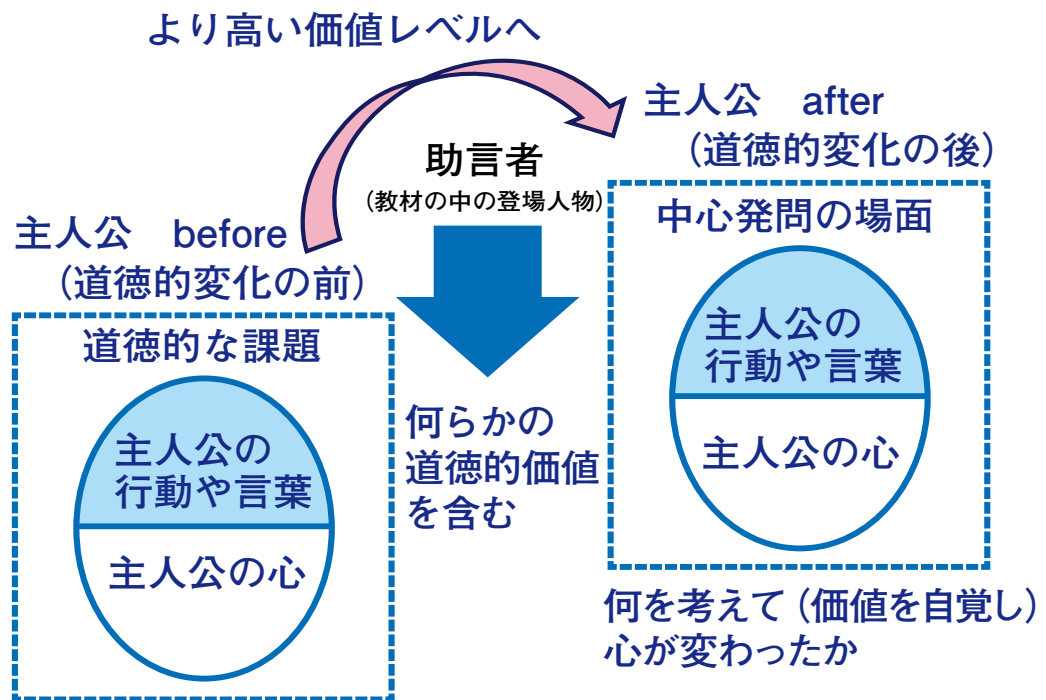 より高い価値レベルへ
主人公　before
（道徳的変化の前）
道徳的な課題
主人公の
行動や言葉
主人公の心
助言者
（教材の中の登場人物）
何らかの
道徳的価値
を含む
主人公　after
（道徳的変化の後）
中心発問の場面
主人公の
行動や言葉
主人公の心
何を考えて（価値を自覚し）
心が変わったか